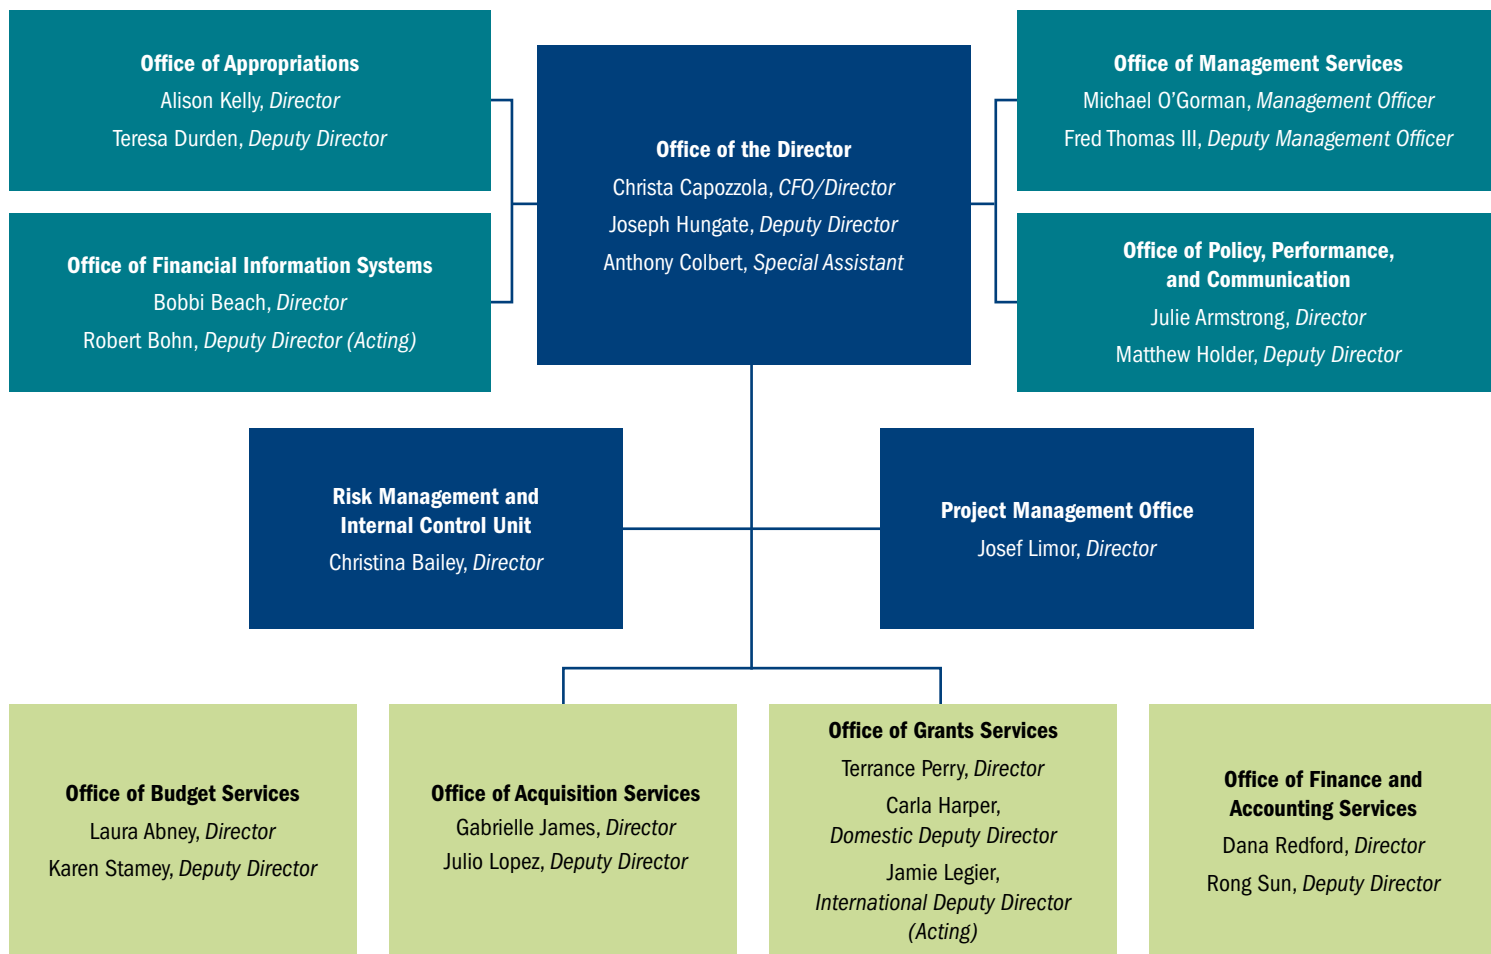 Office of Appropriations
Alison Kelly, Director
Teresa Durden, Deputy Director
Office of Financial Information Systems
Bobbi Beach, Director
Robert Bohn, Deputy Director (Acting)
Office of the Director
Christa Capozzola, CFO/Director
Joseph Hungate, Deputy Director
Anthony Colbert, Special Assistant
Office of Management Services
Michael O’Gorman, Management Officer
Fred Thomas III, Deputy Management Officer
Office of Policy, Performance,
and Communication
Julie Armstrong, Director
Matthew Holder, Deputy Director
Risk Management and
Internal Control Unit
Christina Bailey, Director
Project Management Office
Josef Limor, Director
Office of Budget Services
Laura Abney, Director
Karen Stamey, Deputy Director
Office of Acquisition Services
Gabrielle James, Director
Julio Lopez, Deputy Director
Office of Grants Services
Terrance Perry, Director
Carla Harper,
Domestic Deputy Director
Jamie Legier,
International Deputy Director
(Acting)
Office of Finance and
Accounting Services
Dana Redford, Director
Rong Sun, Deputy Director